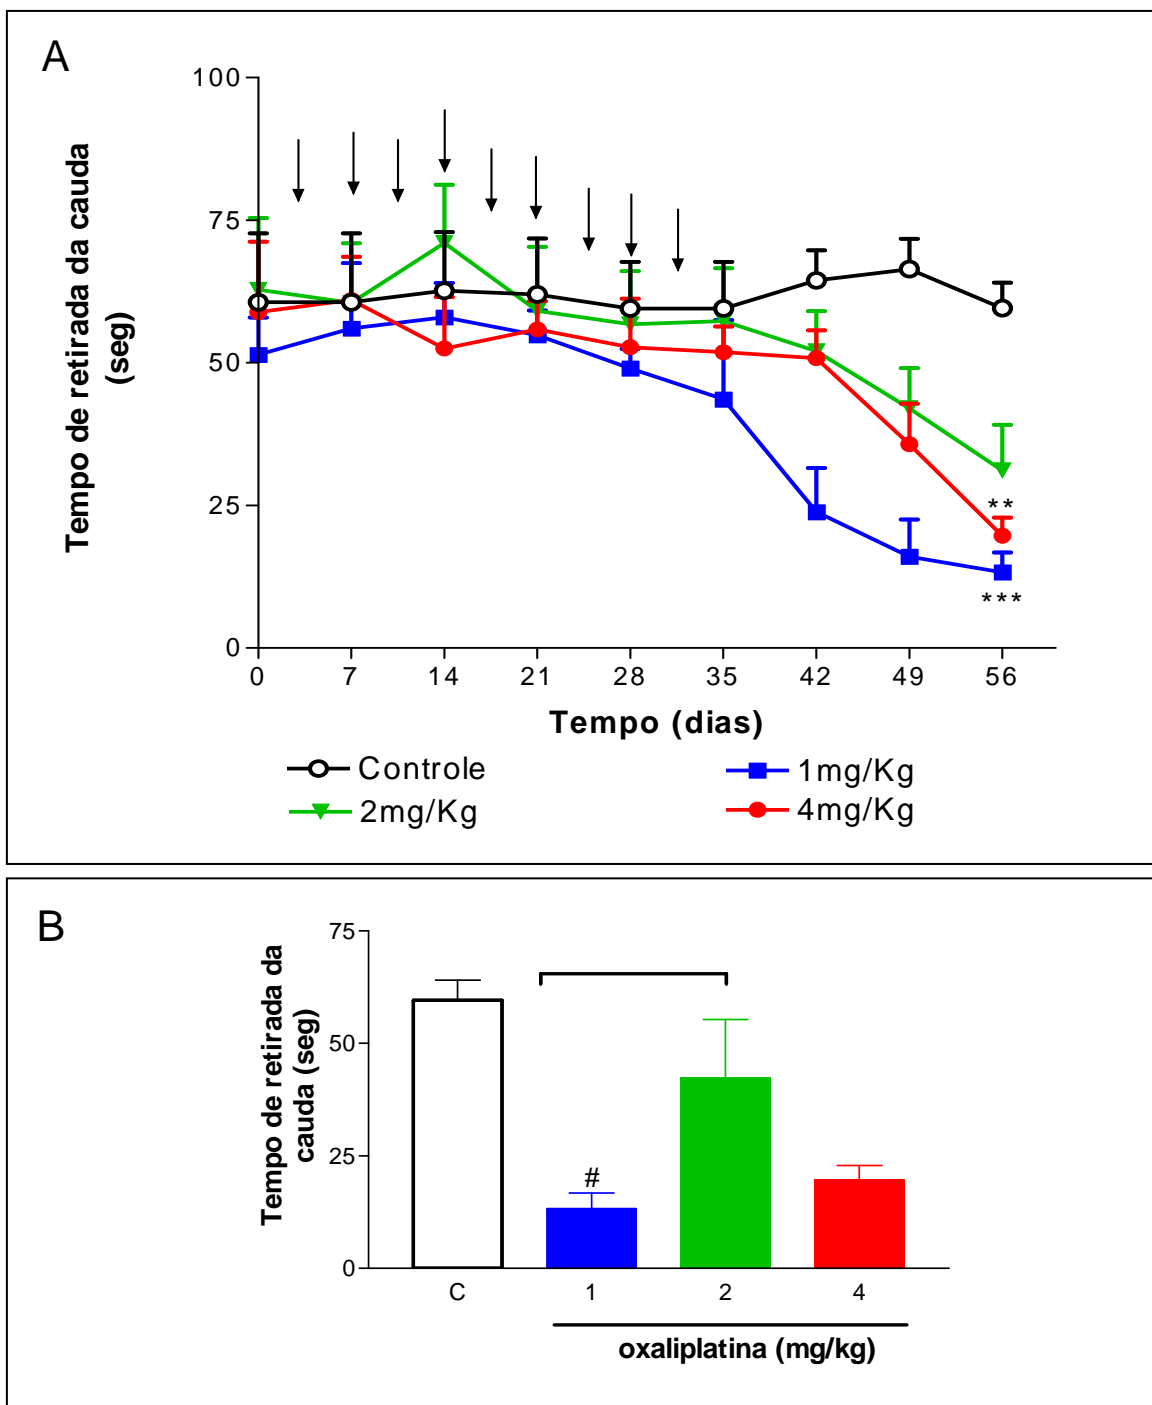 A
100
75
50
25
0
Tempo de retirada da cauda
(seg)
**
***
0 7 14 21 28 35 42 49 56
Tempo (dias)
Controle 1mg/Kg
2mg/Kg 4mg/Kg
B
75
50
25
0
Tempo de retirada da
cauda (seg)
#
C 1 2 4
oxaliplatina (mg/kg)